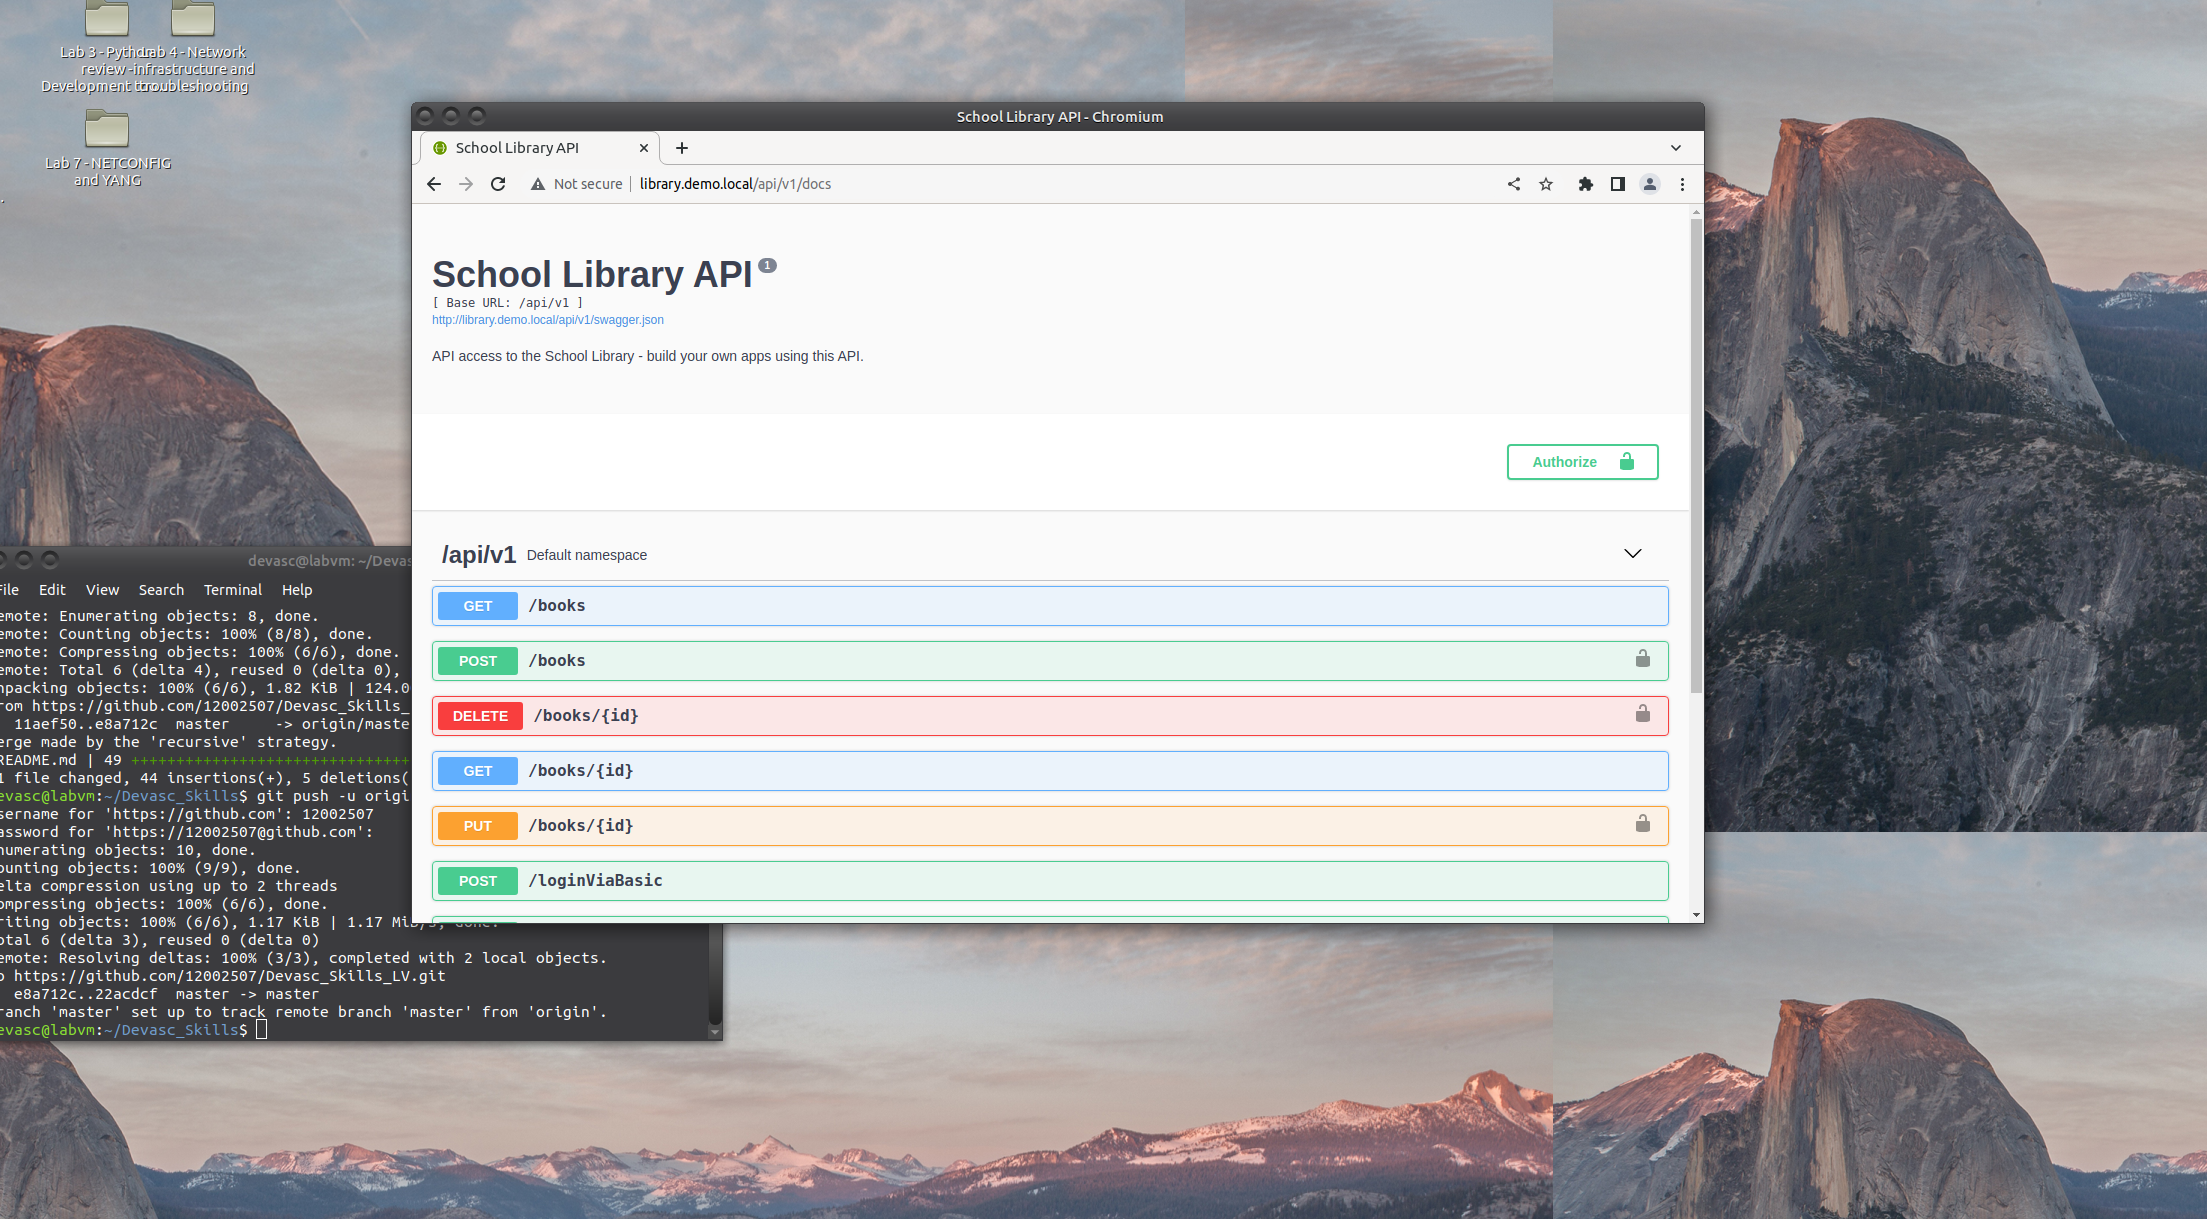 Lab 3 - Python
review -
Development to
Lab 4 - Network
infrastructure and
troubleshooting
Lab 7 - NETCONFIG
and YANG
School Library API - Chromium
School Library API
Not secure
library.demo.local/api/v1/docs
School Library API 1
[ Base URL: /api/v1 ]
http://library.demo.local/api/v1/swagger.json
API access to the School Library - build your own apps using this API.
Authorize
/api/v1 Default namespace
GET /books
POST /books
DELETE /books/{id}
GET /books/{id}
PUT /books/{id}
POST /loginViaBasic
devasc@labvm: ~/Devasc
File Edit View Search Terminal Help
emote: Enumerating objects: 8, done.
emote: Counting objects: 100% (8/8), done.
emote: Compressing objects: 100% (6/6), done.
emote: Total 6 (delta 4), reused 0 (delta 0),
npacking objects: 100% (6/6), 1.82 KiB | 124.0
rom https://github.com/12002507/Devasc_Skills_
11aef50..e8a712c  master     -> origin/maste
erge made by the 'recursive' strategy.
README.md | 49 +++++++++++++++++++++++++++++++
1 file changed, 44 insertions(+), 5 deletions(
evasc@labvm:~/Devasc_Skills$ git push -u origi
sername for 'https://github.com': 12002507
assword for 'https://12002507@github.com':
numerating objects: 10, done.
ounting objects: 100% (9/9), done.
elta compression using up to 2 threads
ompressing objects: 100% (6/6), done.
riting objects: 100% (6/6), 1.17 KiB | 1.17 MiB/s, done.
otal 6 (delta 3), reused 0 (delta 0)
emote: Resolving deltas: 100% (3/3), completed with 2 local objects.
o https://github.com/12002507/Devasc_Skills_LV.git
e8a712c..22acdcf  master -> master
ranch 'master' set up to track remote branch 'master' from 'origin'.
evasc@labvm:~/Devasc_Skills$